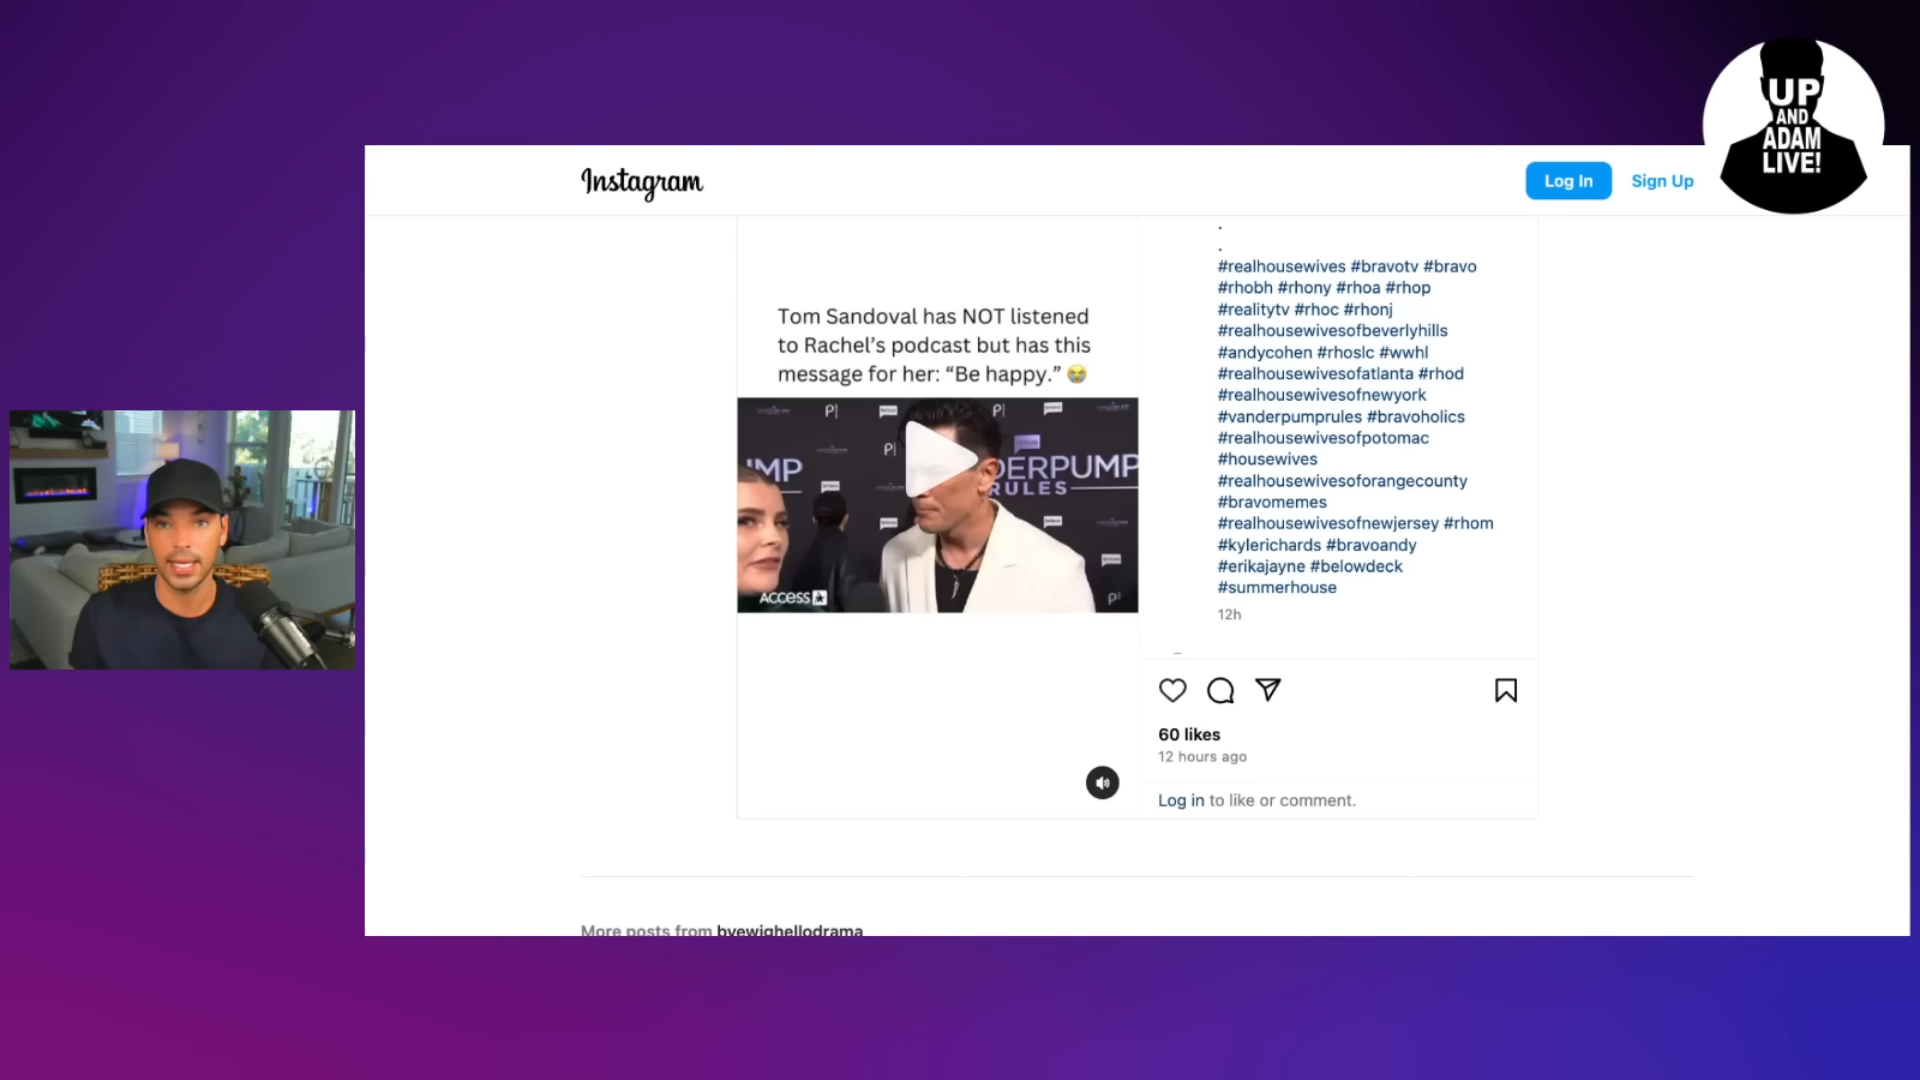 UP
AND
ADAM
LIVE!
Instagram
Log In
Sign Up
Tom Sandoval has NOT listened
to Rachel's podcast but has this
message for her: “Be happy.” 😭
UMP
DERPUMP
RULES
ACCESS
.
.
#realhousewives #bravotv #bravo
#rhobh #rhony #rhoa #rhop
#realitytv #rhoc #rhonj
#realhousewivesofbeverlyhills
#andycohen #rhoslc #wwhl
#realhousewivesofatlanta #rhod
#realhousewivesofnewyork
#vanderpumprules #bravoholics
#realhousewivesofpotomac
#housewives
#realhousewivesoforangecounty
#bravomemes
#realhousewivesofnewjersey #rhom
#kylerichards #bravoandy
#erikajayne #belowdeck
#summerhouse
12h
60 likes
12 hours ago
Log in to like or comment.
More posts from byewighellodrama